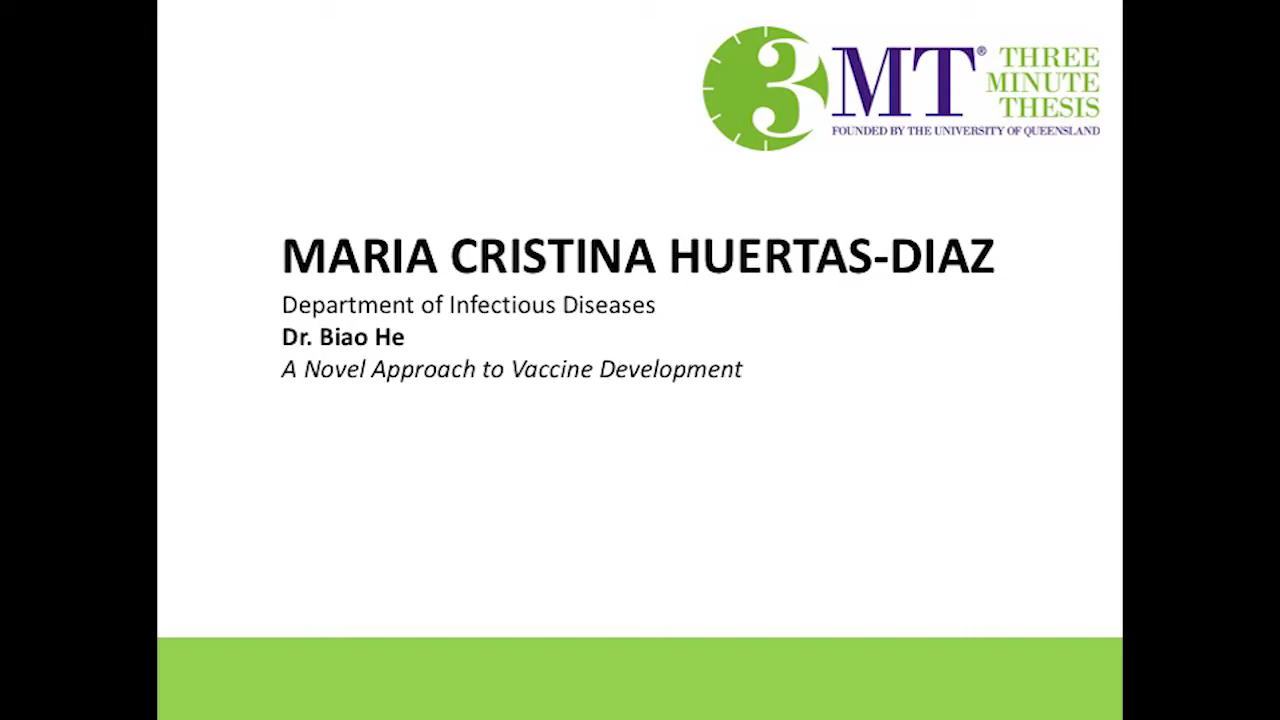 3MT® THREE
MINUTE
THESIS
FOUNDED BY THE UNIVERSITY OF QUEENSLAND
MARIA CRISTINA HUERTAS-DIAZ
Department of Infectious Diseases
Dr. Biao He
A Novel Approach to Vaccine Development